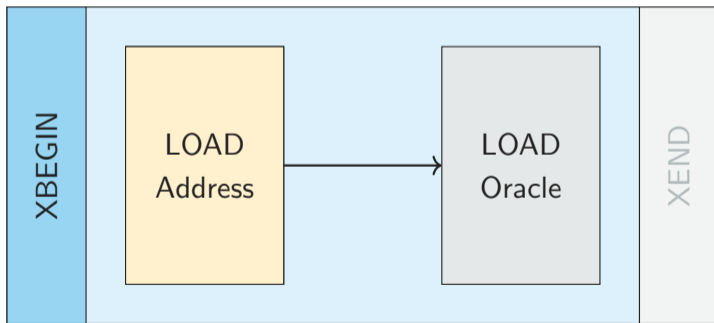 XBEGIN
LOAD
Address
LOAD
Oracle
XEND